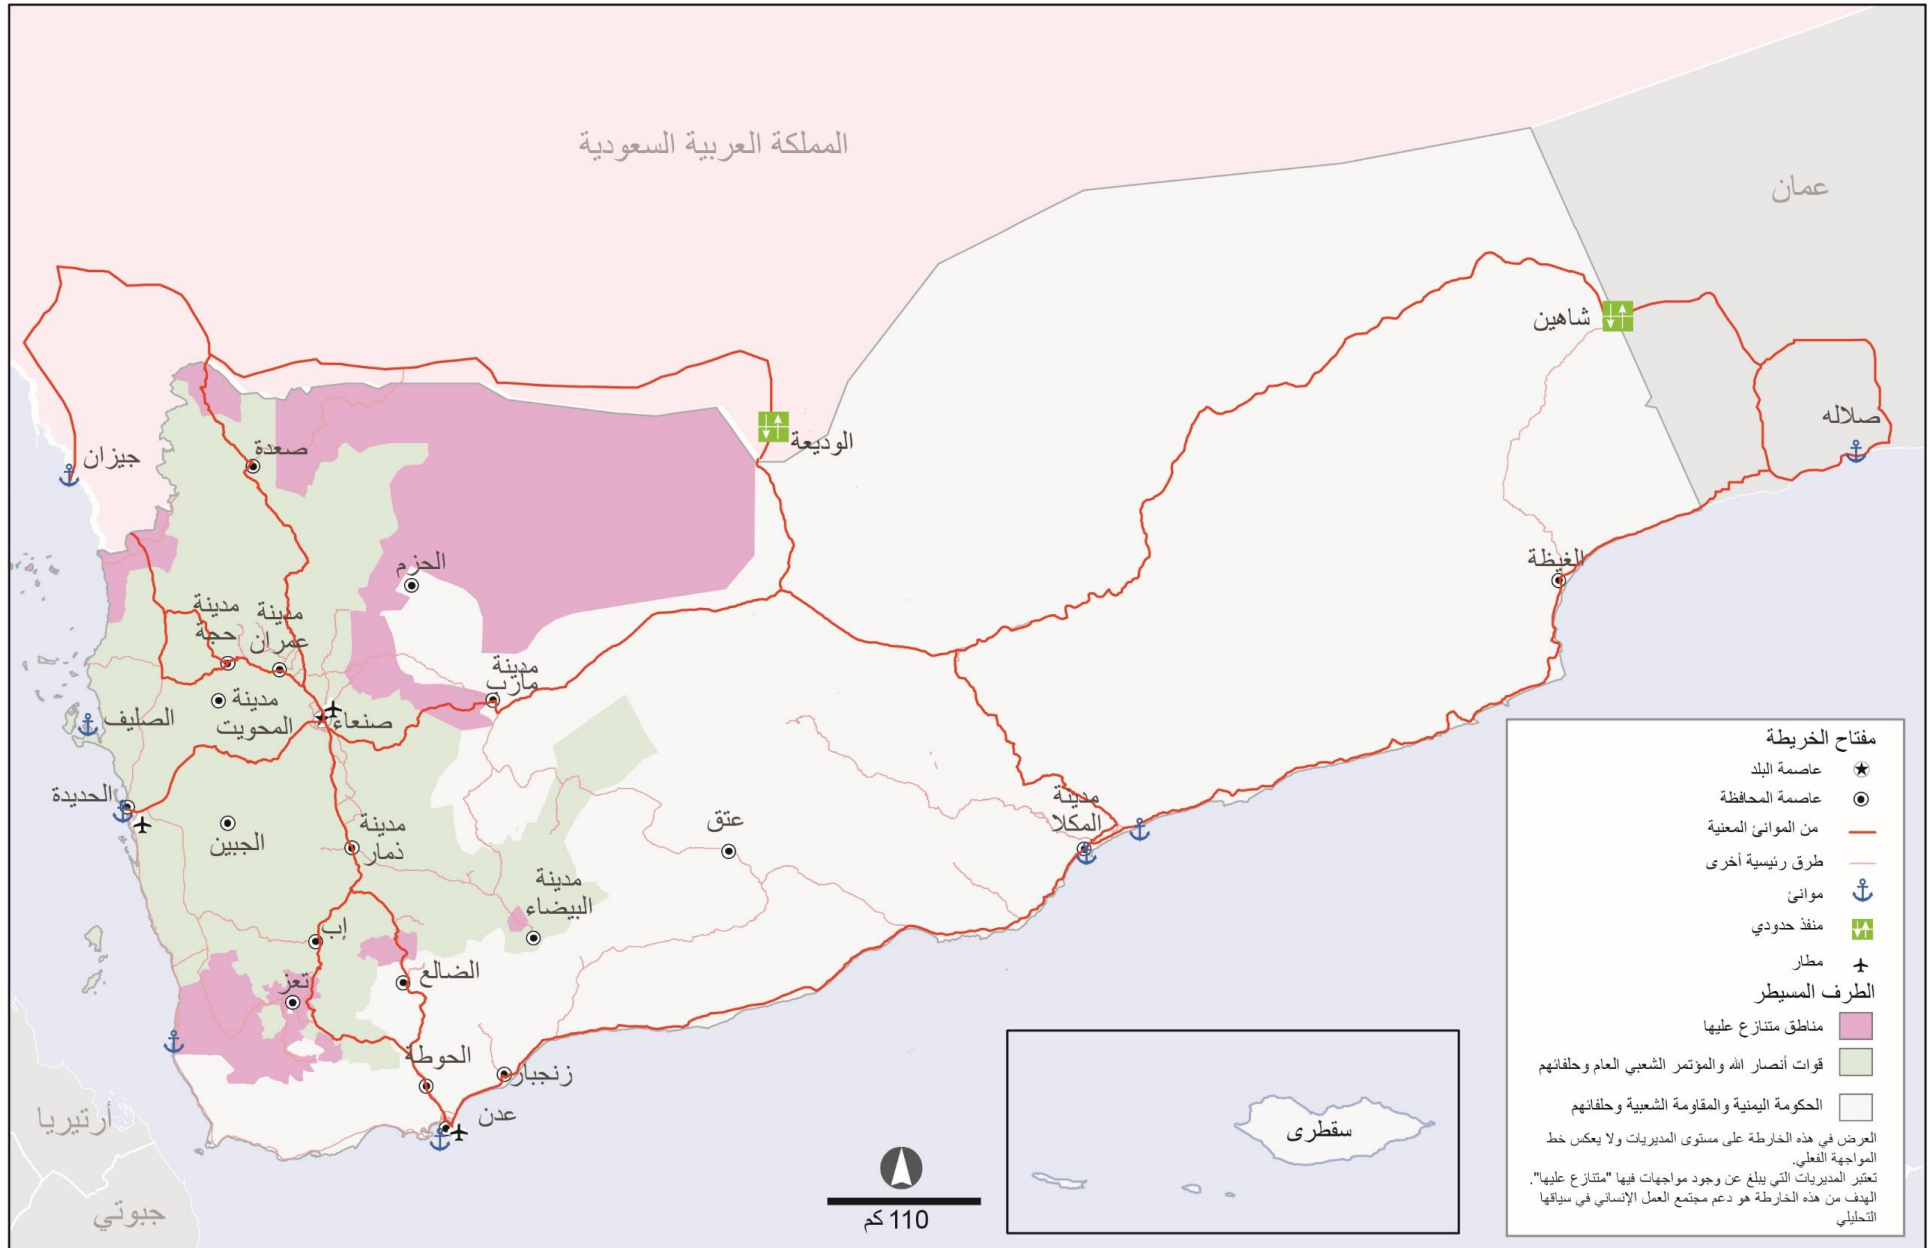 المملكة العربية السعودية
عمان
شاهين
صلاله
الوديعة
جيزان
صعدة
الحزم
الغيظة
مدينة
حجة
مدينة
عمران
مدينة
مأرب
مدينة
المحويت
صنعاء
الصليف
الحديدة
الجبين
مدينة
ذمار
عتق
مدينة
المكلا
مدينة
البيضاء
إب
تعز
الضالع
الحوطة
زنجبار
عدن
أرتيريا
جبوتي
سقطرى
110 كم
مفتاح الخريطة
عاصمة البلد
عاصمة المحافظة
من الموانئ المعنية
طرق رئيسية أخرى
موانئ
منفذ حدودي
مطار
الطرف المسيطر
مناطق متنازع عليها
قوات أنصار الله والمؤتمر الشعبي العام وحلفائهم
الحكومة اليمنية والمقاومة الشعبية وحلفائهم
العرض في هذه الخارطة على مستوى المديريات ولا يعكس خط
المواجهة الفعلي.
تعتبر المديريات التي يبلغ عن وجود مواجهات فيها "متنازع عليها".
الهدف من هذه الخارطة هو دعم مجتمع العمل الإنساني في سياقها
التحليلي